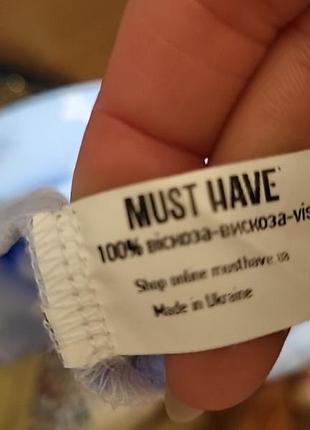 MUST HAVE
100% віскоза-вискоза-vis
Shop online musthave ua
Made in Ukraine